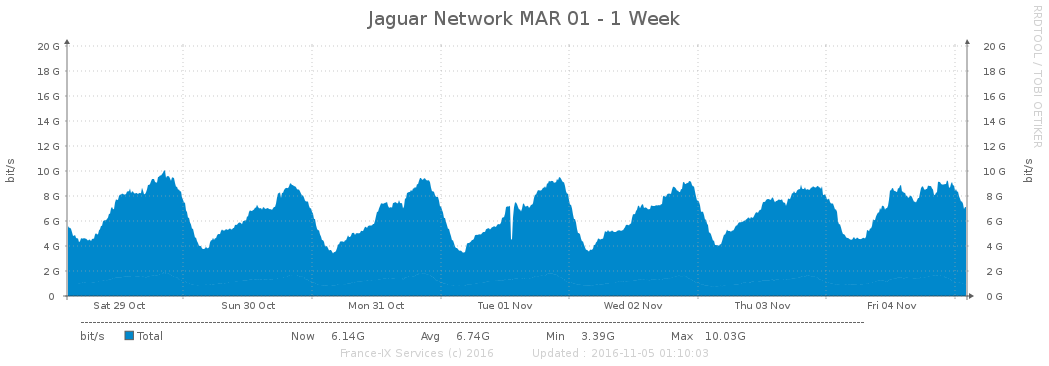 Jaguar Network MAR 01 - 1 Week
RRDTOOL / TOBI OETIKER
bit/s
bit/s
20 G 20 G
18 G 18 G
16 G 16 G
14 G 14 G
12 G 12 G
10 G 10 G
8 G 8 G
6 G 6 G
4 G 4 G
2 G 2 G
0 0 G
Sat 29 Oct Sun 30 Oct Mon 31 Oct Tue 01 Nov Wed 02 Nov Thu 03 Nov Fri 04 Nov
bit/s Total Now 6.14G Avg 6.74G Min 3.39G Max 10.03G
France-IX Services (c) 2016 Updated : 2016-11-05 01:10:03